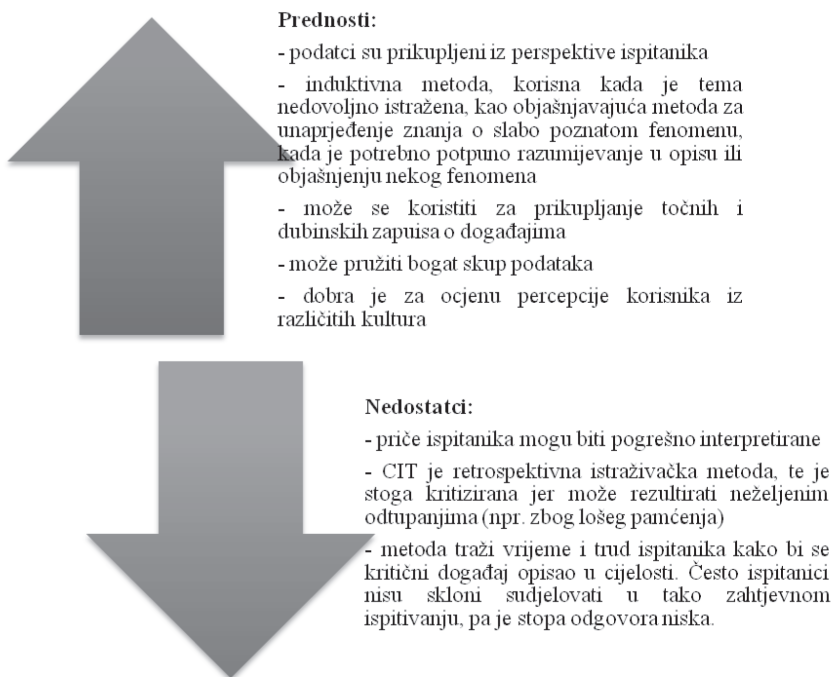 Prednosti:
- podatci su prikupljeni iz perspektive ispitanika
- induktivna metoda, korisna kada je tema
nedovoljno istražena, kao objašnjavajuća metoda za
unaprjeđenje znanja o slabo poznatom fenomenu,
kada je potrebno potpuno razumijevanje u opisu ili
objašnjenju nekog fenomena
- može se koristiti za prikupljanje točnih i
dubinskih zapuisa o događajima
- može pružiti bogat skup podataka
- dobra je za ocjenu percepcije korisnika iz
različitih kultura
Nedostatci:
- priče ispitanika mogu biti pogrešno interpretirane
- CIT je retrospektivna istraživačka metoda, te je
stoga kritizirana jer može rezultirati neželjenim
odtupanjima (npr. zbog lošeg pamćenja)
- metoda traži vrijeme i trud ispitanika kako bi se
kritični događaj opisao u cijelosti. Često ispitanici
nisu skloni sudjelovati u tako zahtjevnom
ispitivanju, pa je stopa odgovora niska.